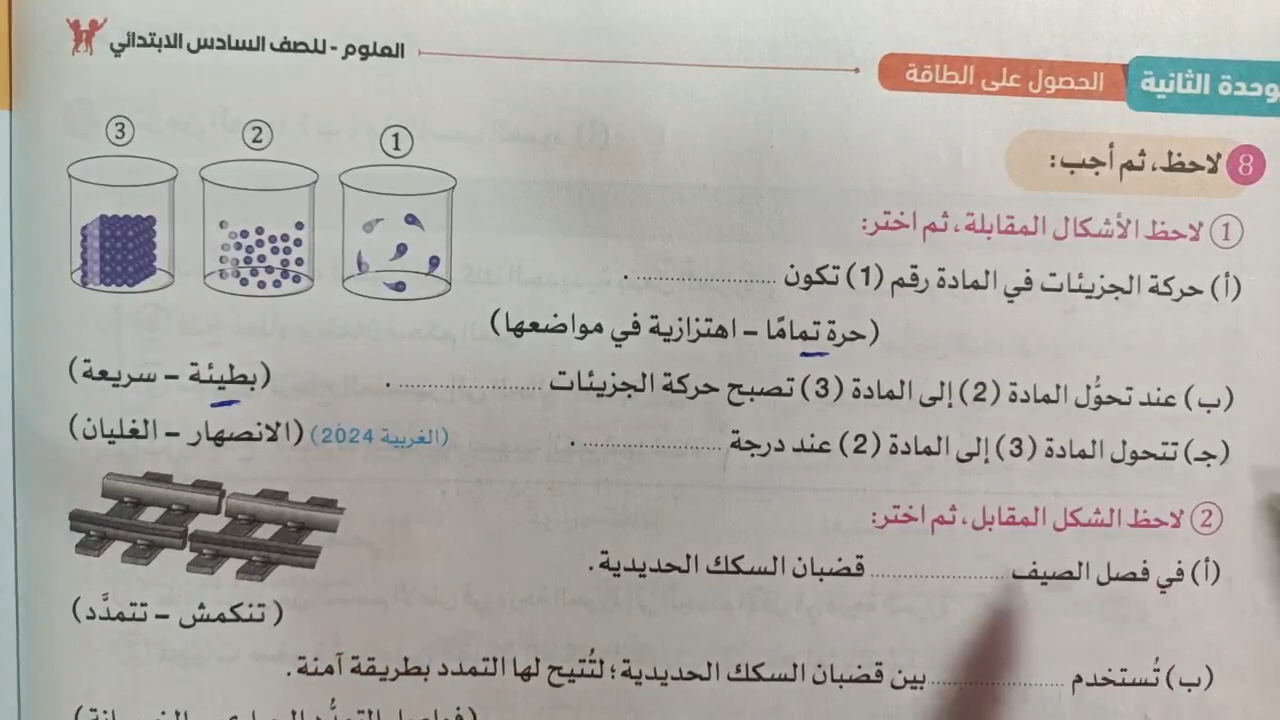 العلوم - للصف السادس الابتدائي
وحدة الثانية الحصول على الطاقة
8 لاحظ، ثم أجب:
③ ② ①
① لاحظ الأشكال المقابلة، ثم اختر:
(أ) حركة الجزيئات في المادة رقم (1) تكون .................... .
(حرة تمامًا – اهتزازية في مواضعها)
(ب) عند تحوُّل المادة (2) إلى المادة (3) تصبح حركة الجزيئات .................... . (بطيئة – سريعة)
(جـ) تتحول المادة (3) إلى المادة (2) عند درجة .................... . (الغربية 2024) (الانصهار – الغليان)
② لاحظ الشكل المقابل، ثم اختر:
(أ) في فصل الصيف .................... قضبان السكك الحديدية .
(تنكمش – تتمدَّد)
(ب) تُستخدم .................... بين قضبان السكك الحديدية؛ لتُتيح لها التمدد بطريقة آمنة .